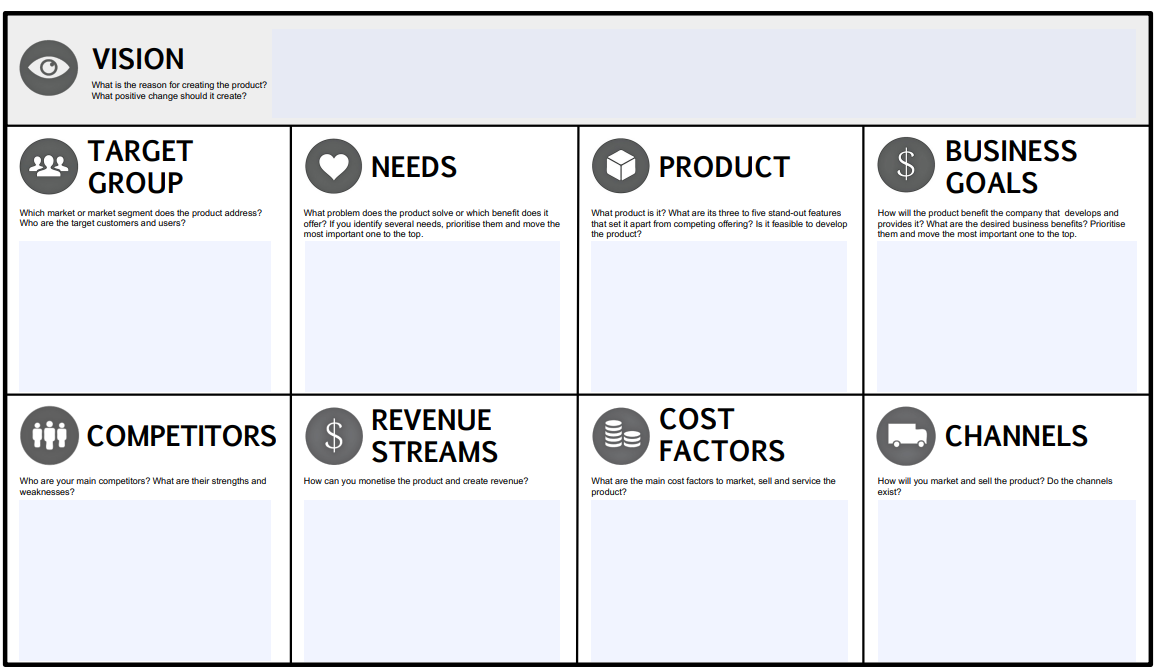 VISION
What is the reason for creating the product?
What positive change should it create?
TARGET
GROUP
Which market or market segment does the product address?
Who are the target customers and users?
NEEDS
What problem does the product solve or which benefit does it
offer? If you identify several needs, prioritise them and move the
most important one to the top.
PRODUCT
What product is it? What are its three to five stand-out features
that set it apart from competing offering? Is it feasible to develop
the product?
$
BUSINESS
GOALS
How will the product benefit the company that develops and
provides it? What are the desired business benefits? Prioritise
them and move the most important one to the top.
COMPETITORS
Who are your main competitors? What are their strengths and
weaknesses?
$
REVENUE
STREAMS
How can you monetise the product and create revenue?
COST
FACTORS
What are the main cost factors to market, sell and service the
product?
CHANNELS
How will you market and sell the product? Do the channels
exist?